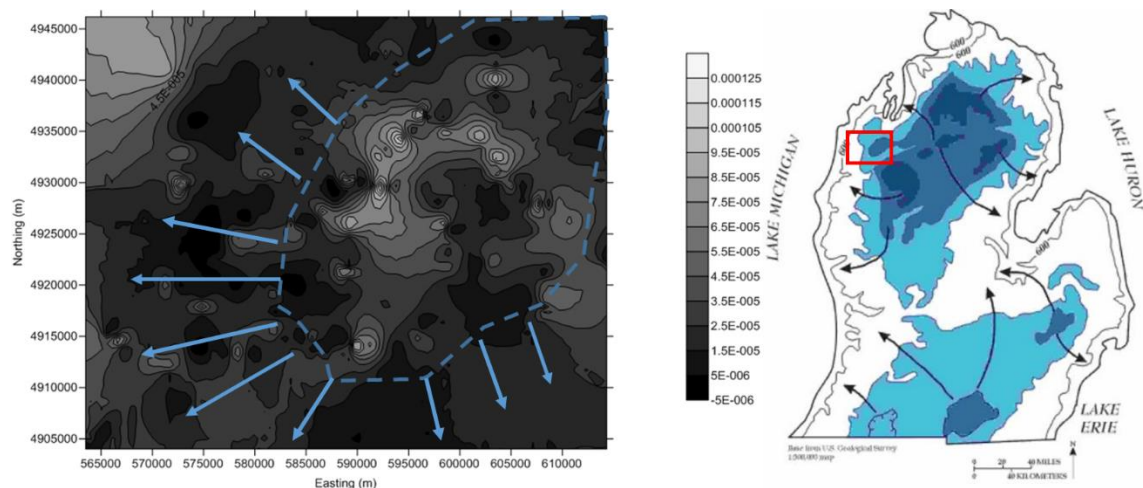 4945000
4940000
4935000
4930000
4925000
4920000
4915000
4910000
4905000
Northing (m)
4.5E-005
565000 570000 575000 580000 585000 590000 595000 600000 605000 610000
Easting (m)
0.000125
0.000115
0.000105
9.5E-005
8.5E-005
7.5E-005
6.5E-005
5.5E-005
4.5E-005
3.5E-005
2.5E-005
1.5E-005
5E-006
-5E-006
600
600
600
600
LAKE MICHIGAN
LAKE HURON
LAKE
ERIE
Base from U.S. Geological Survey
1:500,000 map
0 20 40 MILES
0 40 KILOMETERS
N